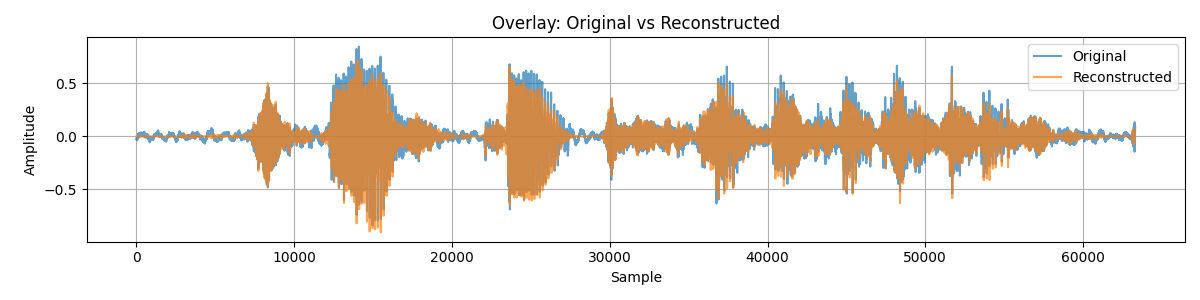 Overlay: Original vs Reconstructed
Original
Reconstructed
Amplitude
0.5
0.0
−0.5
0 10000 20000 30000 40000 50000 60000
Sample